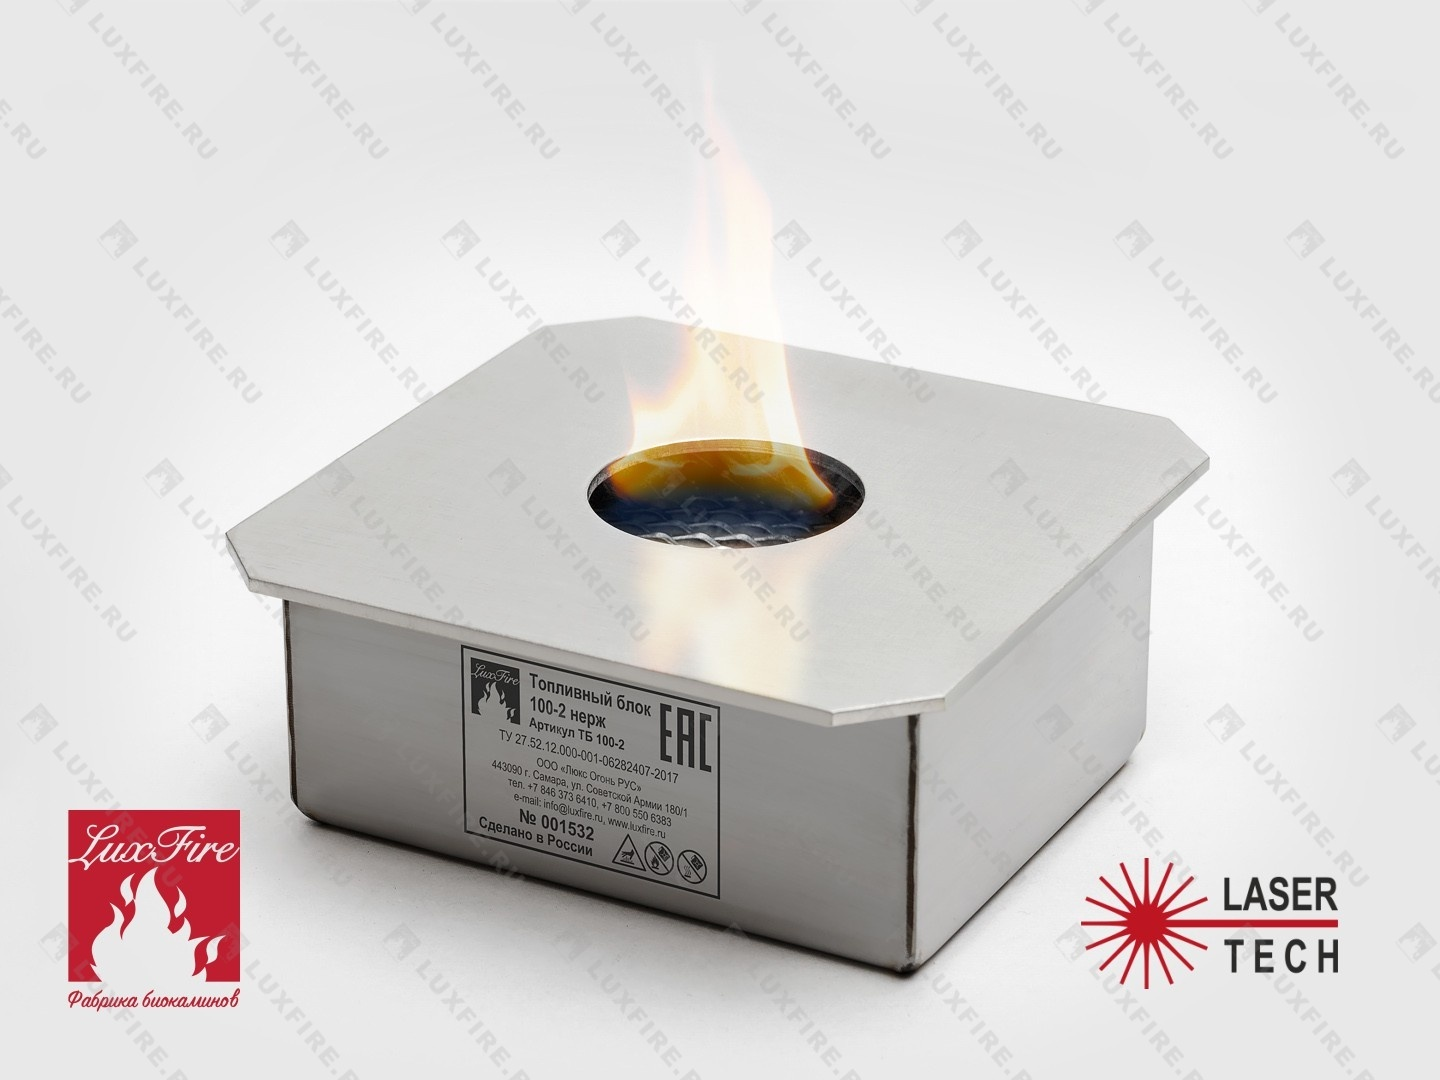 LuxFire
Топливный блок
100-2 нерж
Артикул ТБ 100-2
EAC
ТУ 27.52.12.000-001-06282407-2017
ООО «Люкс Огонь РУС»
443090 г. Самара, ул. Советской Армии 180/1
тел. +7 846 373 6410, +7 800 550 6383
e-mail: info@luxfire.ru, www.luxfire.ru
№ 001532
Сделано в России
LuxFire
Фабрика биокаминов
LASER
TECH
LUXFIRE.RU